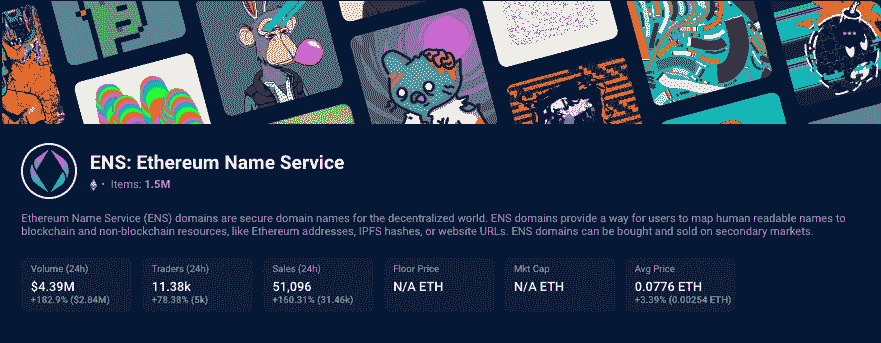 ENS: Ethereum Name Service
• Items: 1.5M
Ethereum Name Service (ENS) domains are secure domain names for the decentralized world. ENS domains provide a way for users to map human readable names to
blockchain and non-blockchain resources, like Ethereum addresses, IPFS hashes, or website URLs. ENS domains can be bought and sold on secondary markets.
Volume (24h) Traders (24h) Sales (24h) Floor Price Mkt Cap Avg Price
$4.39M 11.38k 51,096 N/A ETH N/A ETH 0.0776 ETH
+182.9% ($2.84M) +78.38% (5k) +160.31% (31.46k) +3.39% (0.00254 ETH)